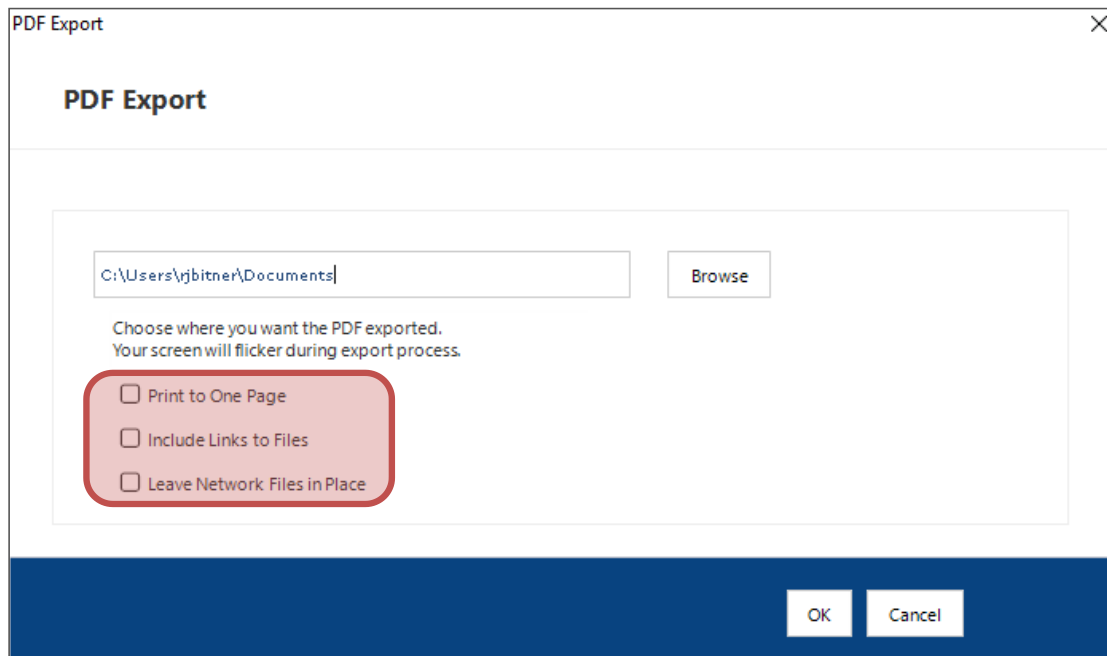 PDF Export
PDF Export
C:\Users\rjbitner\Documents
Browse
Choose where you want the PDF exported.
Your screen will flicker during export process.
Print to One Page
Include Links to Files
Leave Network Files in Place
OK
Cancel